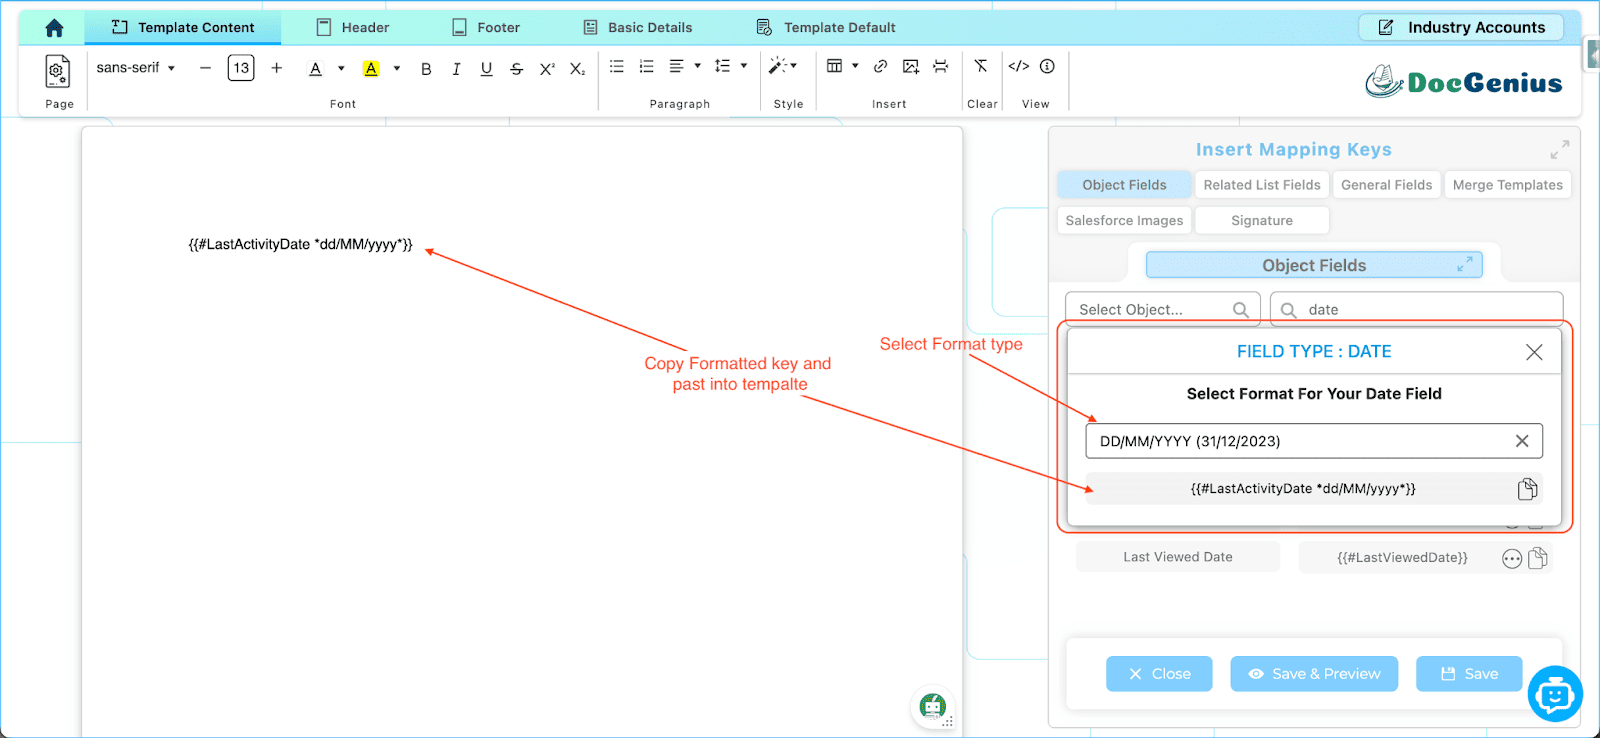 Template Content
Header
Footer
Basic Details
Template Default
Industry Accounts
sans-serif
13
A
A
B
I
U
S
X²
X₂
Page
Font
Paragraph
Style
Insert
Clear
View
DocGenius
Insert Mapping Keys
Object Fields
Related List Fields
General Fields
Merge Templates
Salesforce Images
Signature
Object Fields
Select Object...
date
{{#LastActivityDate *dd/MM/yyyy*}}
Select Format type
Copy Formatted key and
past into tempalte
FIELD TYPE : DATE
Select Format For Your Date Field
DD/MM/YYYY (31/12/2023)
{{#LastActivityDate *dd/MM/yyyy*}}
Last Viewed Date
{{#LastViewedDate}}
Close
Save & Preview
Save